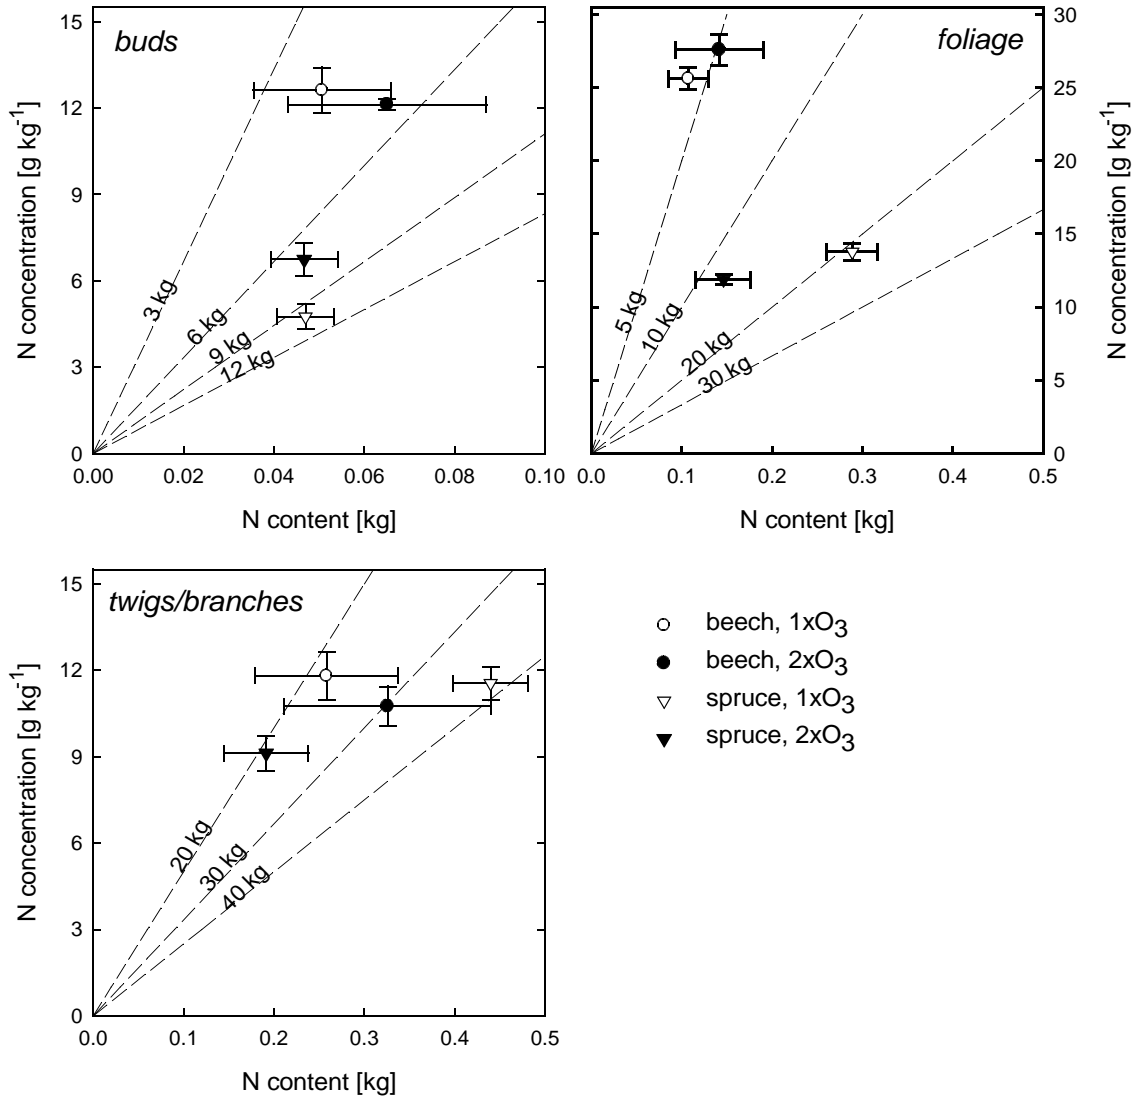 buds
N concentration [g kg-1]
15
12
9
6
3
0
3 kg
6 kg
9 kg
12 kg
0.00 0.02 0.04 0.06 0.08 0.10
N content [kg]
foliage
N concentration [g kg-1]
30
25
20
15
10
5
0
5 kg
10 kg
20 kg
30 kg
0.0 0.1 0.2 0.3 0.4 0.5
N content [kg]
twigs/branches
N concentration [g kg-1]
15
12
9
6
3
0
20 kg
30 kg
40 kg
0.0 0.1 0.2 0.3 0.4 0.5
N content [kg]
beech, 1xO3
beech, 2xO3
spruce, 1xO3
spruce, 2xO3